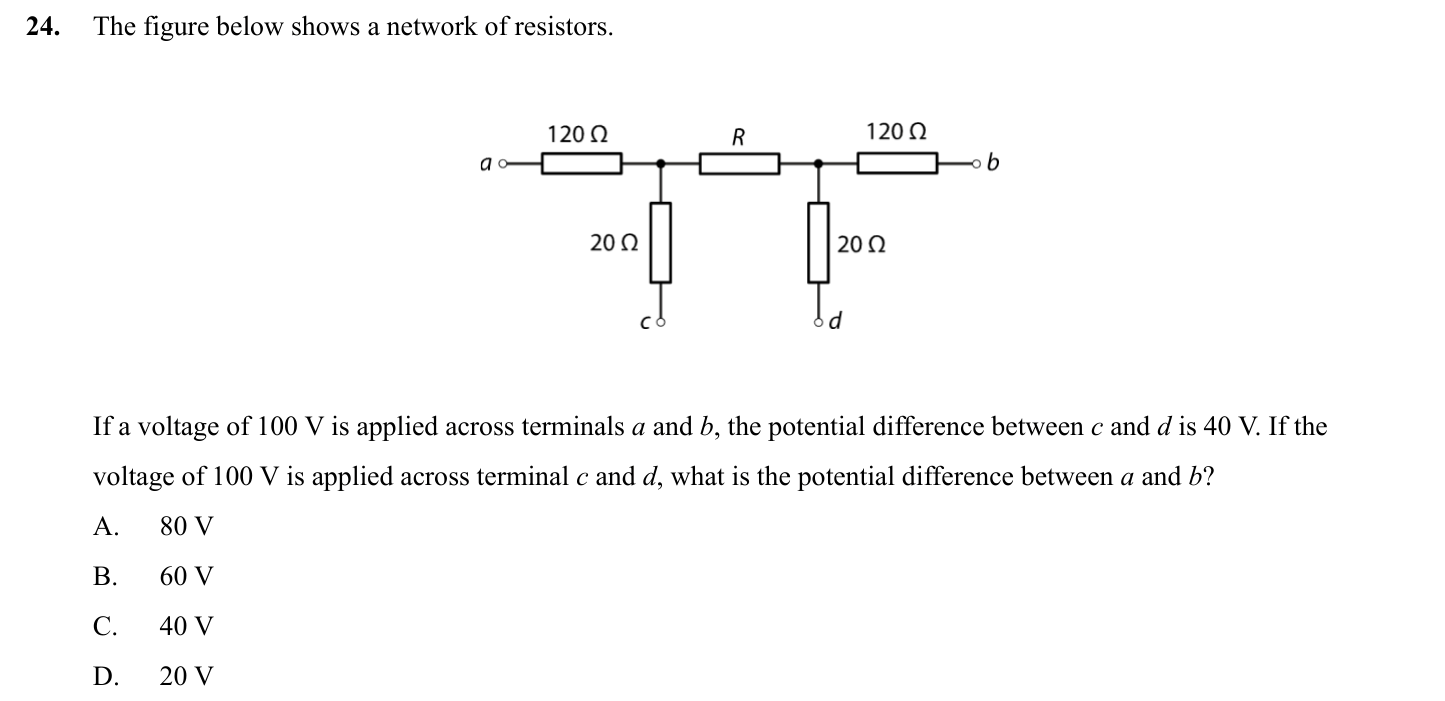 24. The figure below shows a network of resistors.
120 Ω R 120 Ω
a b
20 Ω 20 Ω
c d
If a voltage of 100 V is applied across terminals a and b, the potential difference between c and d is 40 V. If the
voltage of 100 V is applied across terminal c and d, what is the potential difference between a and b?
A. 80 V
B. 60 V
C. 40 V
D. 20 V